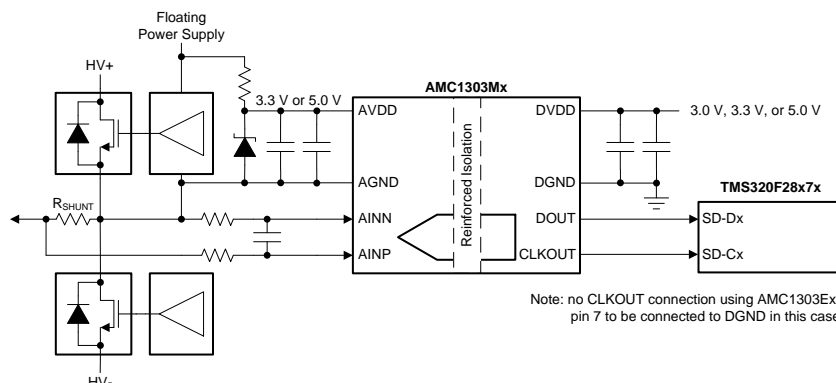 Floating
Power Supply
HV+
3.3 V or 5.0 V
AMC1303Mx
AVDD
DVDD
3.0 V, 3.3 V, or 5.0 V
Reinforced Isolation
AGND
DGND
TMS320F28x7x
RSHUNT
AINN
DOUT
SD-Dx
AINP
CLKOUT
SD-Cx
Note: no CLKOUT connection using AMC1303Ex
pin 7 to be connected to DGND in this case
HV-